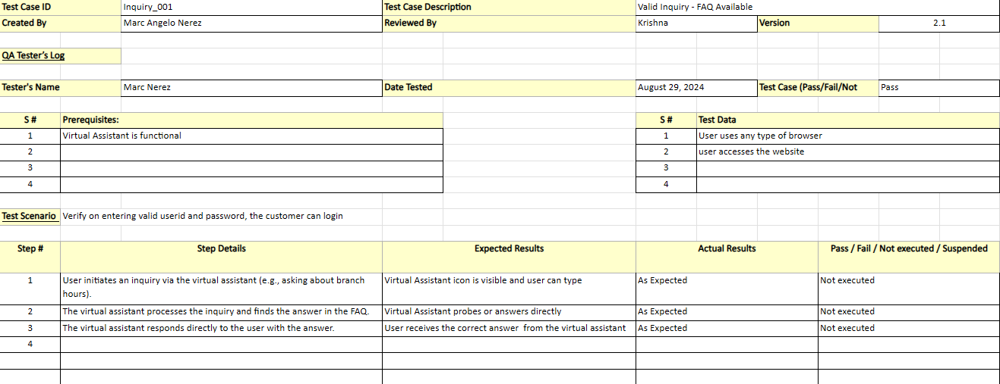 Test Case ID Inquiry_001 Test Case Description Valid Inquiry - FAQ Available
Created By Marc Angelo Nerez Reviewed By Krishna Version 2.1
QA Tester's Log
Tester's Name Marc Nerez Date Tested August 29, 2024 Test Case (Pass/Fail/Not Pass
S # Prerequisites: S # Test Data
1 Virtual Assistant is functional 1 User uses any type of browser
2 2 user accesses the website
3 3
4 4
Test Scenario Verify on entering valid userid and password, the customer can login
Step # Step Details Expected Results Actual Results Pass / Fail / Not executed / Suspended
1 User initiates an inquiry via the virtual assistant (e.g., asking about branch Virtual Assistant icon is visible and user can type As Expected Not executed
hours).
2 The virtual assistant processes the inquiry and finds the answer in the FAQ. Virtual Assistant probes or answers directly As Expected Not executed
3 The virtual assistant responds directly to the user with the answer. User receives the correct answer  from the virtual assistant As Expected Not executed
4